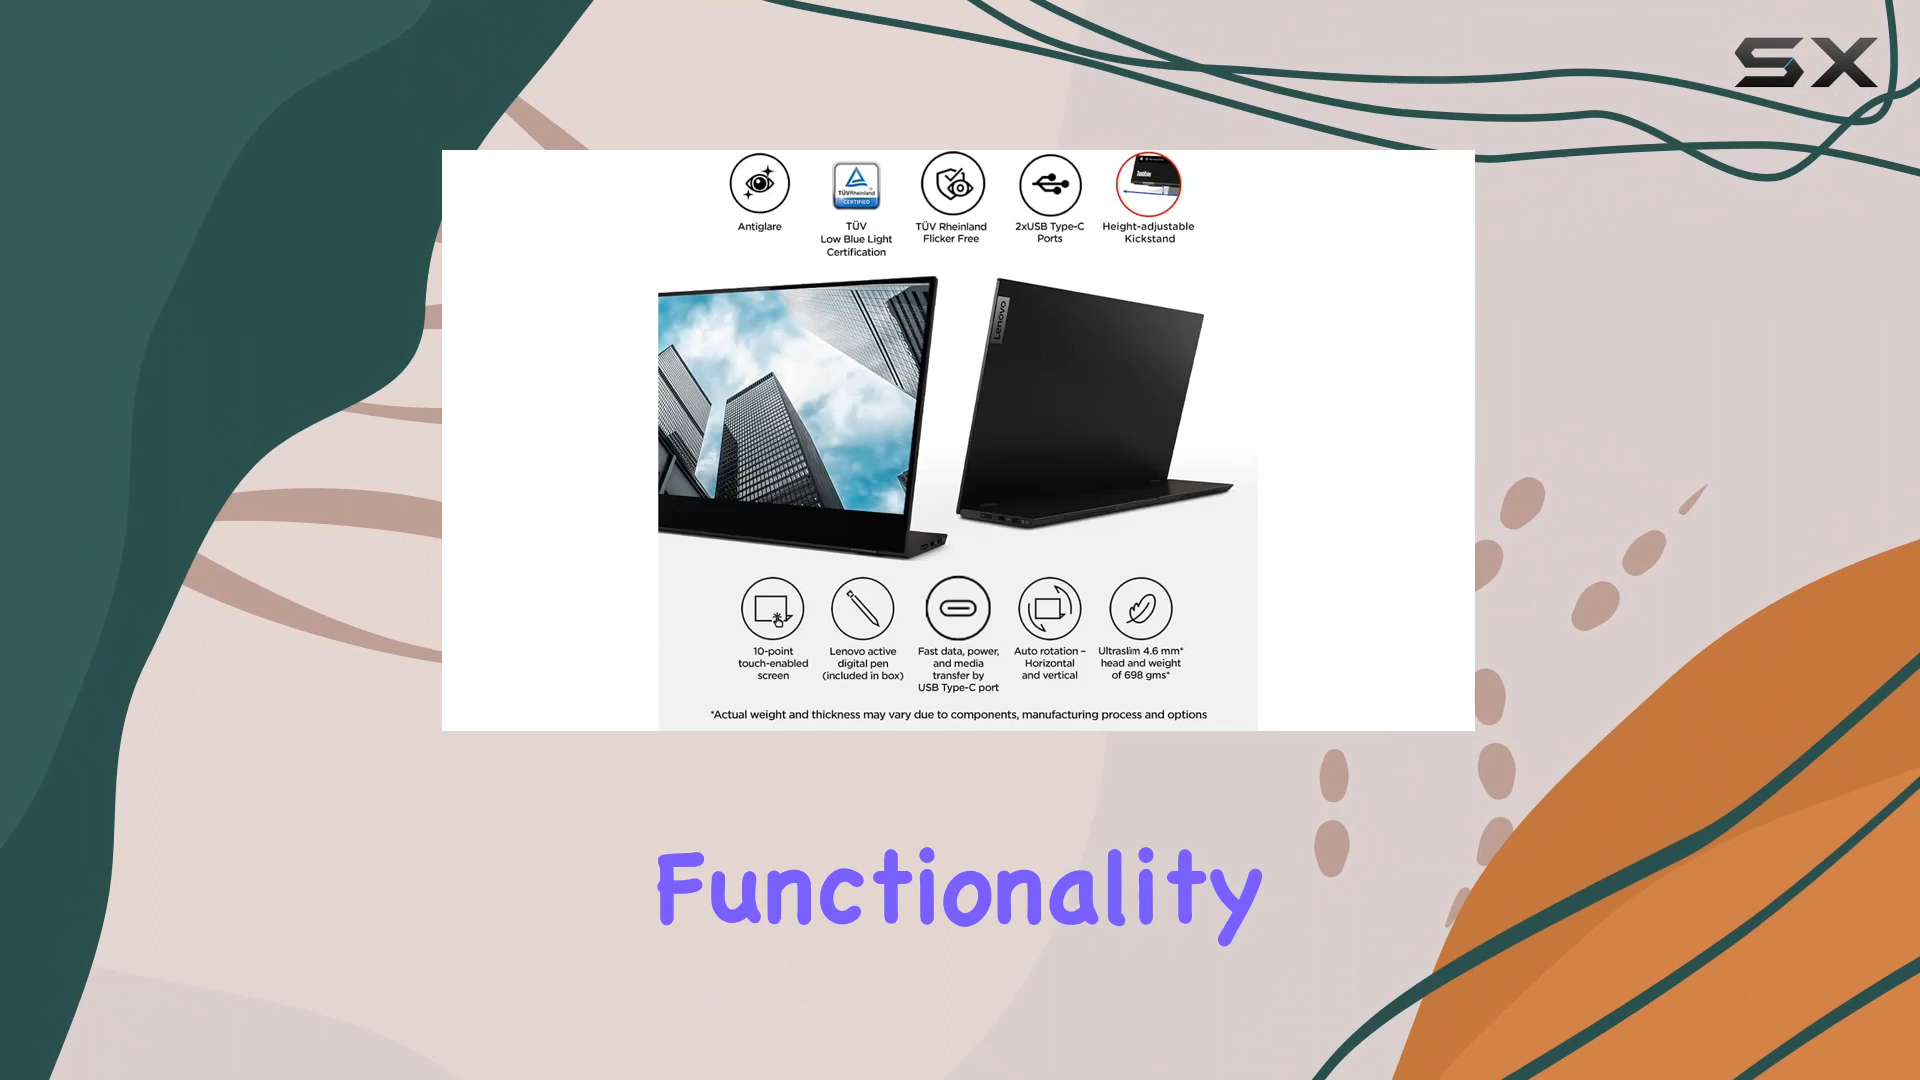 SX
Antiglare
TÜVRheinland
CERTIFIED
TÜV
Low Blue Light
Certification
TÜV Rheinland
Flicker Free
2xUSB Type-C
Ports
Height-adjustable
Kickstand
Lenovo
10-point
touch-enabled
screen
Lenovo active
digital pen
(included in box)
Fast data, power,
and media
transfer by
USB Type-C port
Auto rotation –
Horizontal
and vertical
Ultraslim 4.6 mm*
head and weight
of 698 gms*
*Actual weight and thickness may vary due to components, manufacturing process and options
Functionality